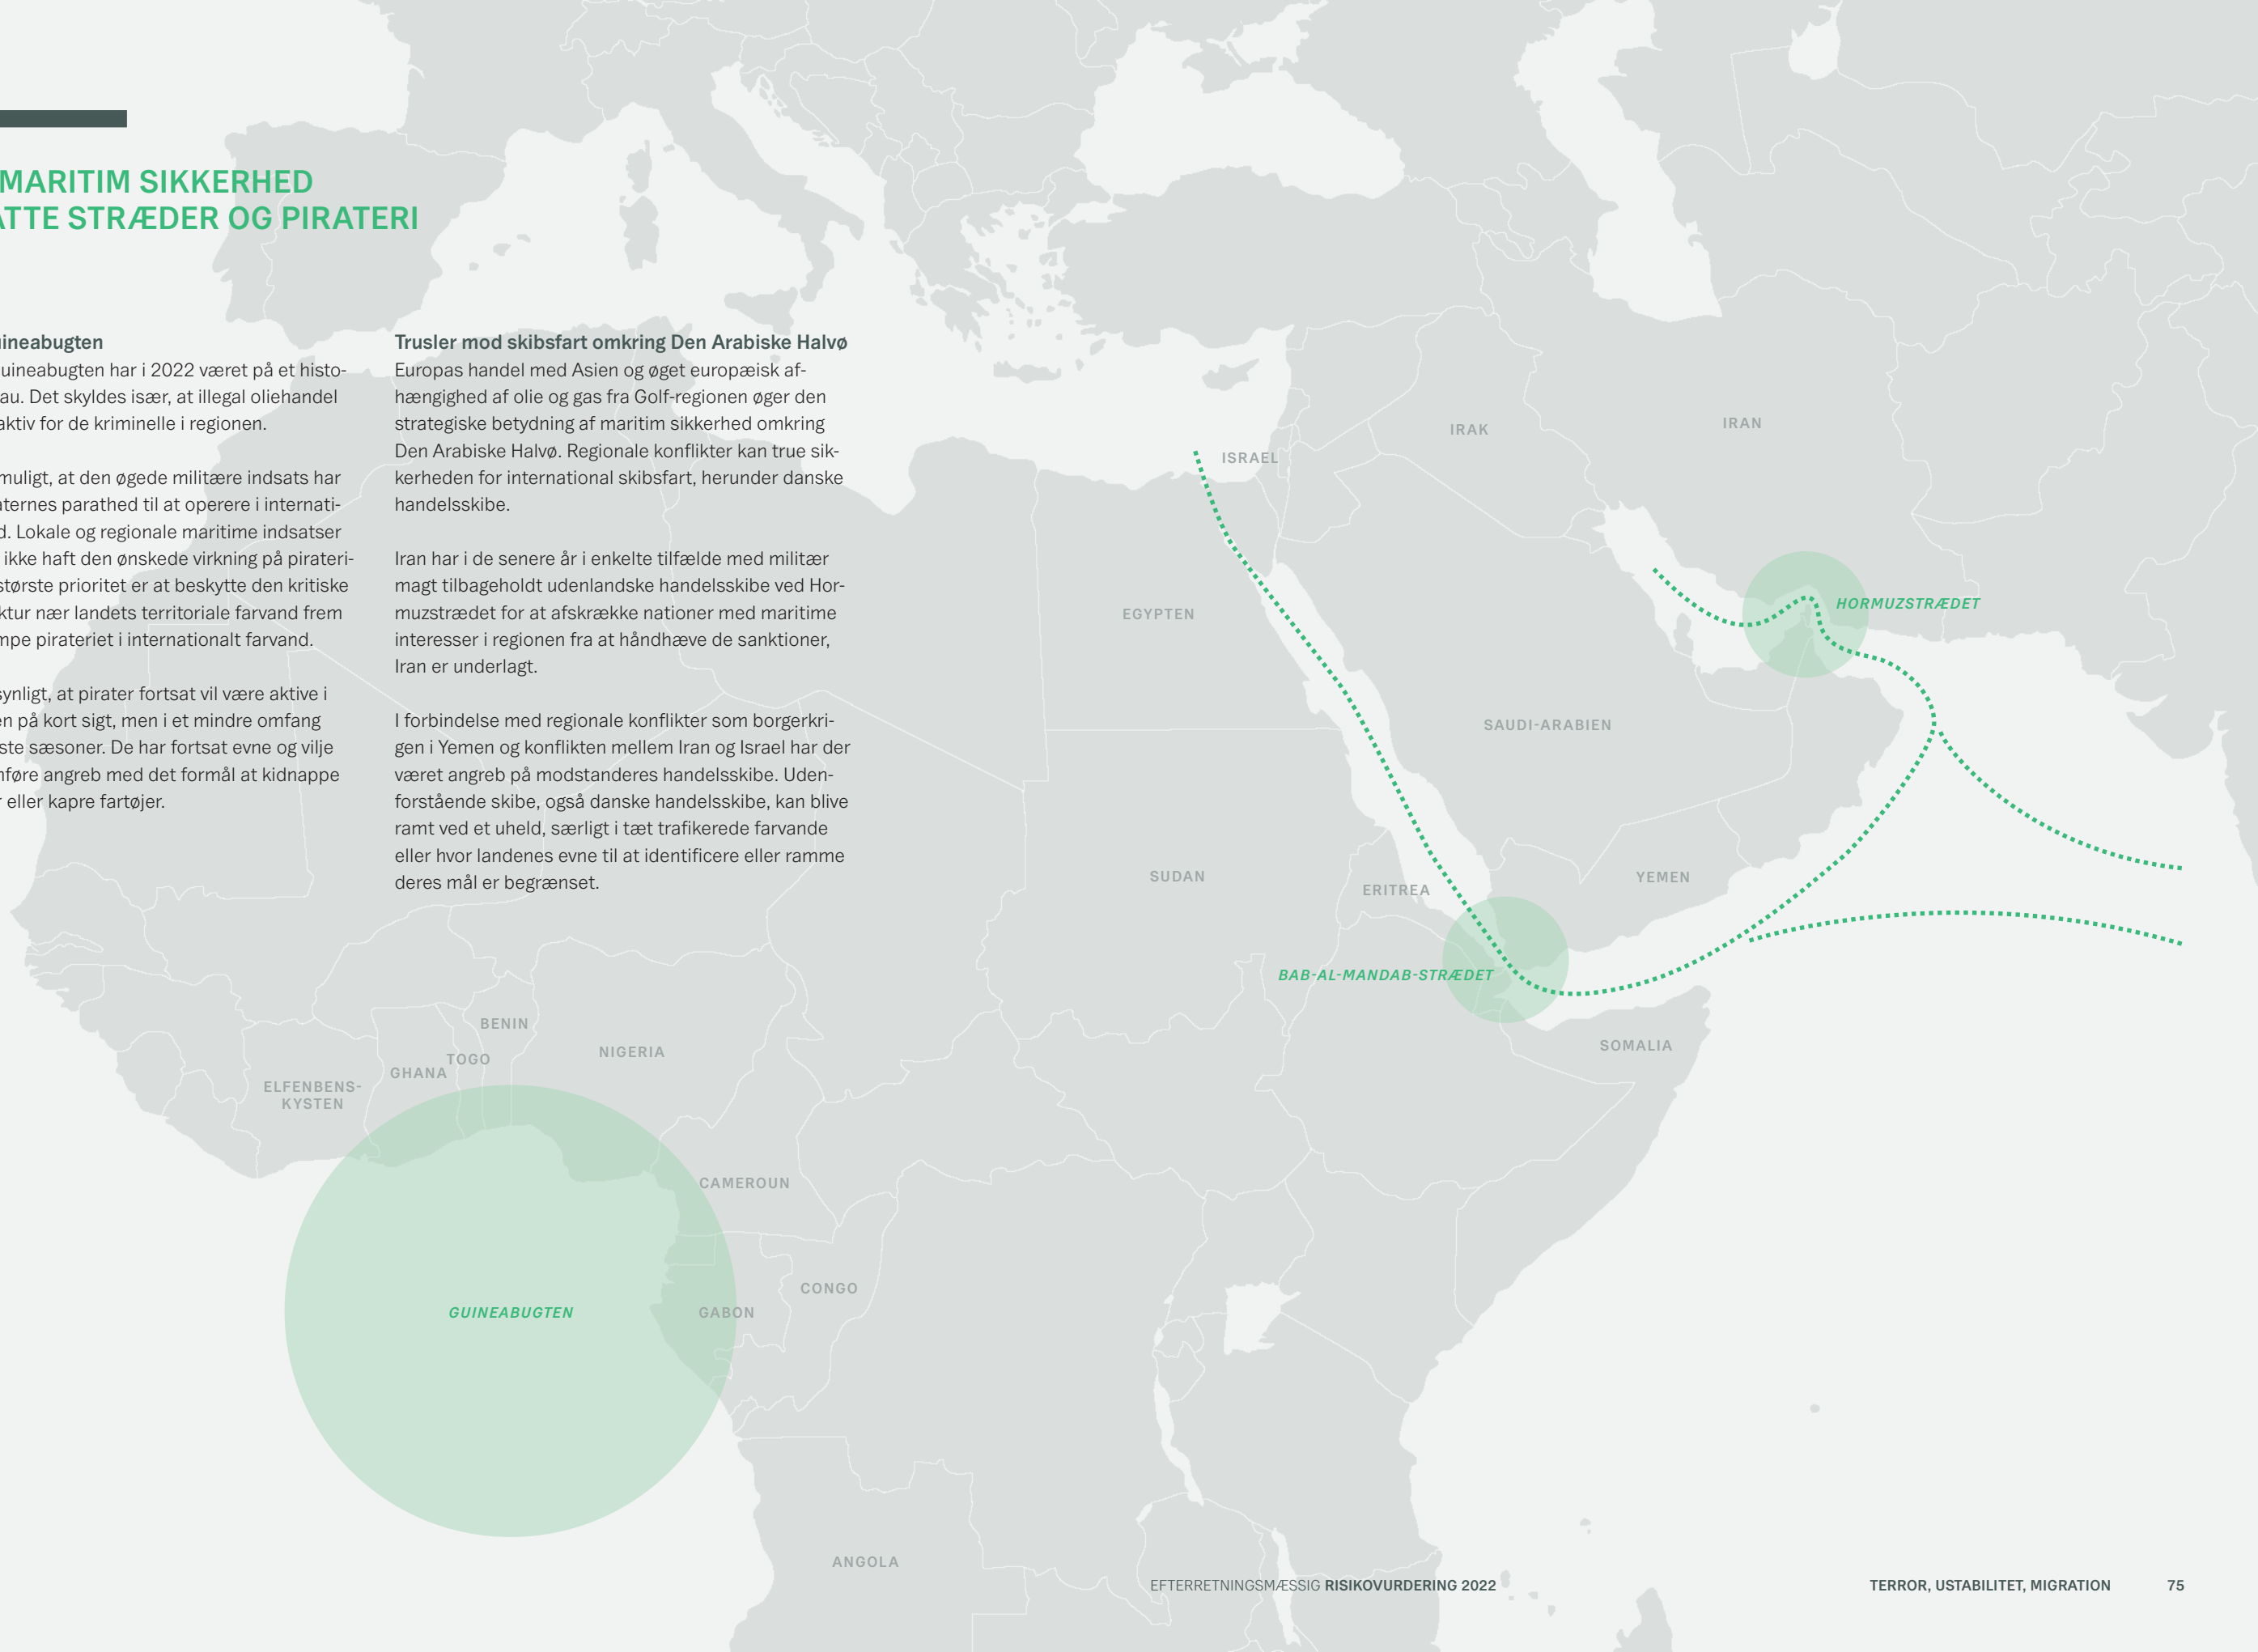 MARITIM SIKKERHED
ATTE STRÆDER OG PIRATERI
uineabugten
uineabugten har i 2022 været på et histo-
au. Det skyldes især, at illegal oliehandel
aktiv for de kriminelle i regionen.
muligt, at den øgede militære indsats har
aternes parathed til at operere i internati-
d. Lokale og regionale maritime indsatser
ikke haft den ønskede virkning på pirateri-
største prioritet er at beskytte den kritiske
ktur nær landets territoriale farvand frem
mpe pirateriet i internationalt farvand.
synligt, at pirater fortsat vil være aktive i
en på kort sigt, men i et mindre omfang
ste sæsoner. De har fortsat evne og vilje
nføre angreb med det formål at kidnappe
r eller kapre fartøjer.
Trusler mod skibsfart omkring Den Arabiske Halvø
Europas handel med Asien og øget europæisk af-
hængighed af olie og gas fra Golf-regionen øger den
strategiske betydning af maritim sikkerhed omkring
Den Arabiske Halvø. Regionale konflikter kan true sik-
kerheden for international skibsfart, herunder danske
handelsskibe.
Iran har i de senere år i enkelte tilfælde med militær
magt tilbageholdt udenlandske handelsskibe ved Hor-
muzstrædet for at afskrække nationer med maritime
interesser i regionen fra at håndhæve de sanktioner,
Iran er underlagt.
I forbindelse med regionale konflikter som borgerkri-
gen i Yemen og konflikten mellem Iran og Israel har der
været angreb på modstanderes handelsskibe. Uden-
forstående skibe, også danske handelsskibe, kan blive
ramt ved et uheld, særligt i tæt trafikerede farvande
eller hvor landenes evne til at identificere eller ramme
deres mål er begrænset.
IRAK
IRAN
ISRAEL
EGYPTEN
HORMUZSTRÆDET
SAUDI-ARABIEN
SUDAN
ERITREA
YEMEN
BAB-AL-MANDAB-STRÆDET
SOMALIA
BENIN
NIGERIA
TOGO
GHANA
ELFENBENS-
KYSTEN
CAMEROUN
CONGO
GABON
GUINEABUGTEN
ANGOLA
EFTERRETNINGSMÆSSIG RISIKOVURDERING 2022
TERROR, USTABILITET, MIGRATION 75